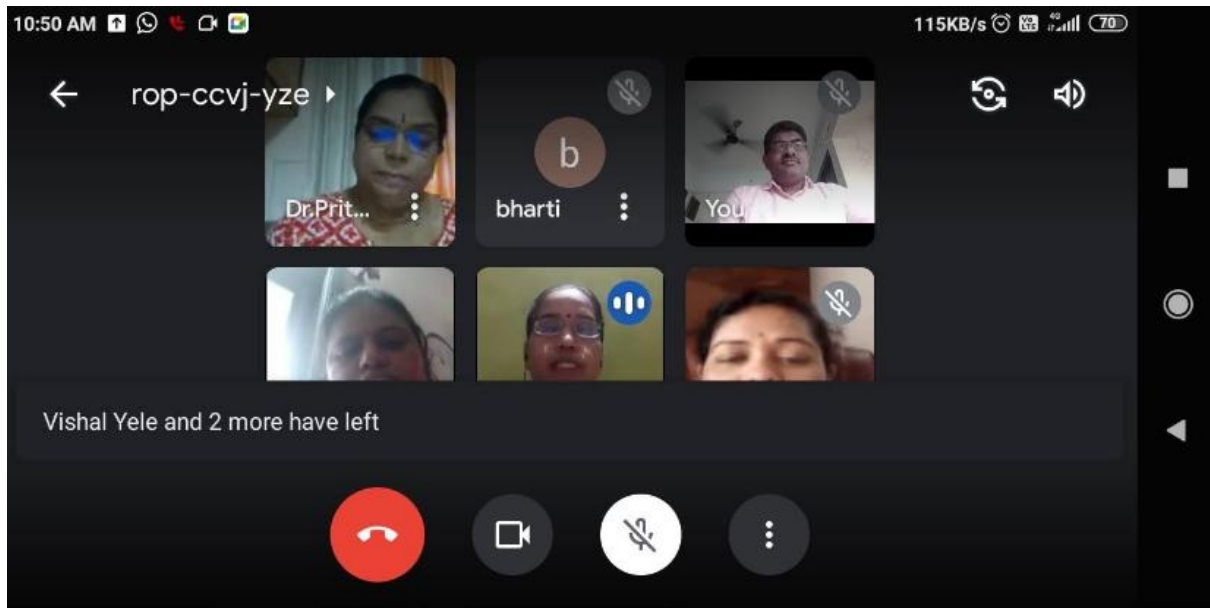 10:50 AM
115KB/s 4G 70
rop-ccvj-yze
Dr.Prit...
b
bharti
You
Vishal Yele and 2 more have left